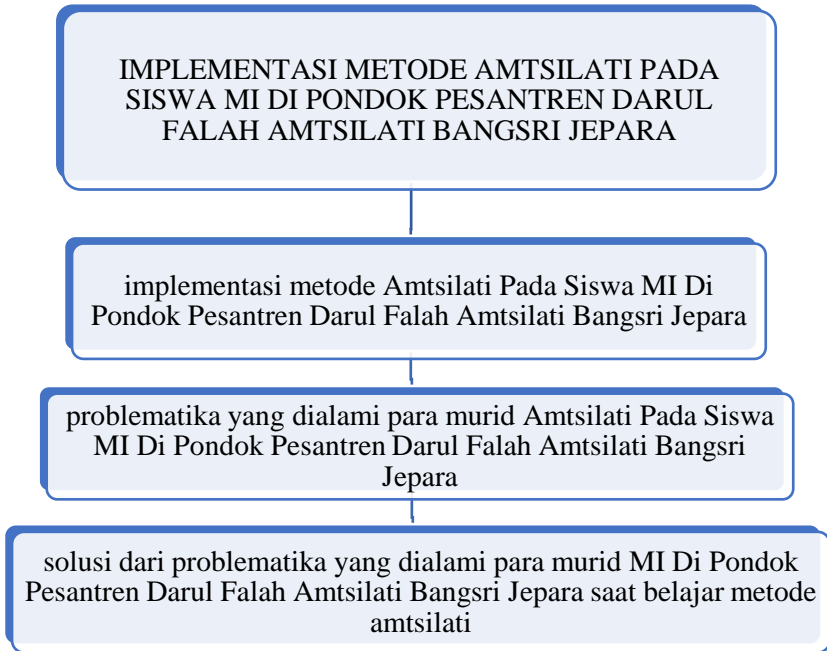 IMPLEMENTASI METODE AMTSILATI PADA
SISWA MI DI PONDOK PESANTREN DARUL
FALAH AMTSILATI BANGSRI JEPARA
implementasi metode Amtsilati Pada Siswa MI Di
Pondok Pesantren Darul Falah Amtsilati Bangsri Jepara
problematika yang dialami para murid Amtsilati Pada Siswa
MI Di Pondok Pesantren Darul Falah Amtsilati Bangsri
Jepara
solusi dari problematika yang dialami para murid MI Di Pondok
Pesantren Darul Falah Amtsilati Bangsri Jepara saat belajar metode
amtsilati